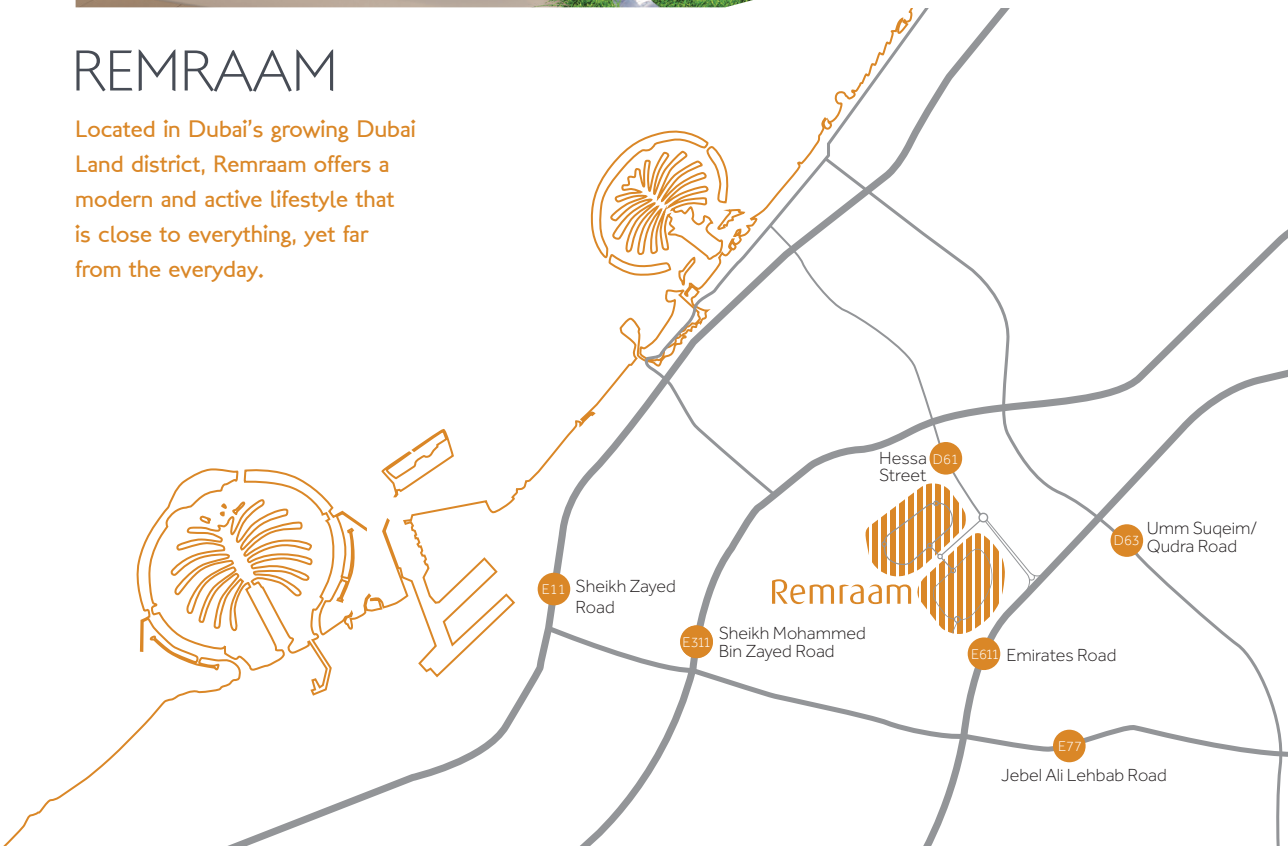 REMRAAM
Located in Dubai's growing Dubai
Land district, Remraam offers a
modern and active lifestyle that
is close to everything, yet far
from the everyday.
Hessa
Street
D61
Umm Suqeim/
Qudra Road
D63
E11
Sheikh Zayed
Road
Remraam
E311
Sheikh Mohammed
Bin Zayed Road
E611
Emirates Road
E77
Jebel Ali Lehbab Road